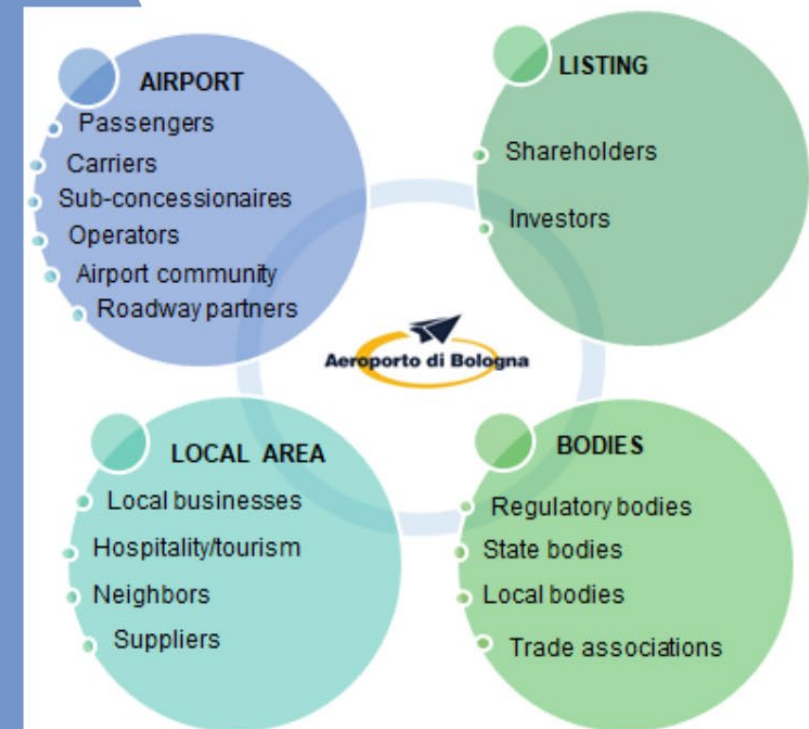 AIRPORT
Passengers
Carriers
Sub-concessionaires
Operators
Airport community
Roadway partners
LISTING
Shareholders
Investors
Aeroporto di Bologna
LOCAL AREA
Local businesses
Hospitality/tourism
Neighbors
Suppliers
BODIES
Regulatory bodies
State bodies
Local bodies
Trade associations